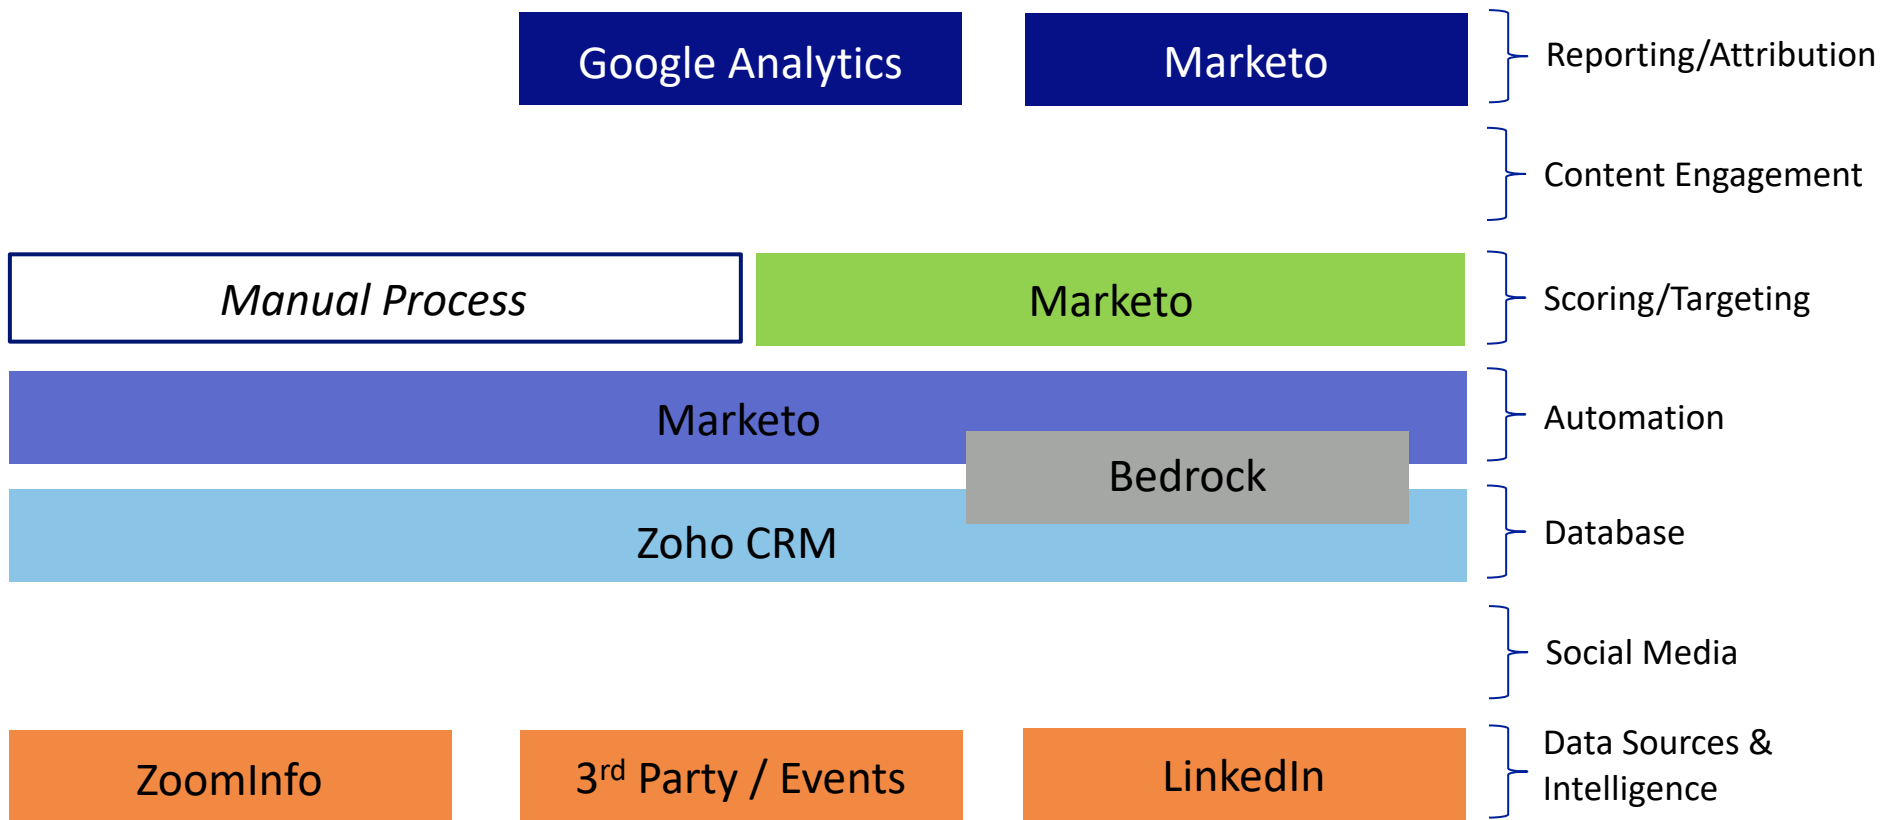 Google Analytics
Marketo
Reporting/Attribution
Content Engagement
Manual Process
Marketo
Scoring/Targeting
Marketo
Automation
Bedrock
Zoho CRM
Database
Social Media
ZoomInfo
3rd Party / Events
LinkedIn
Data Sources &
Intelligence